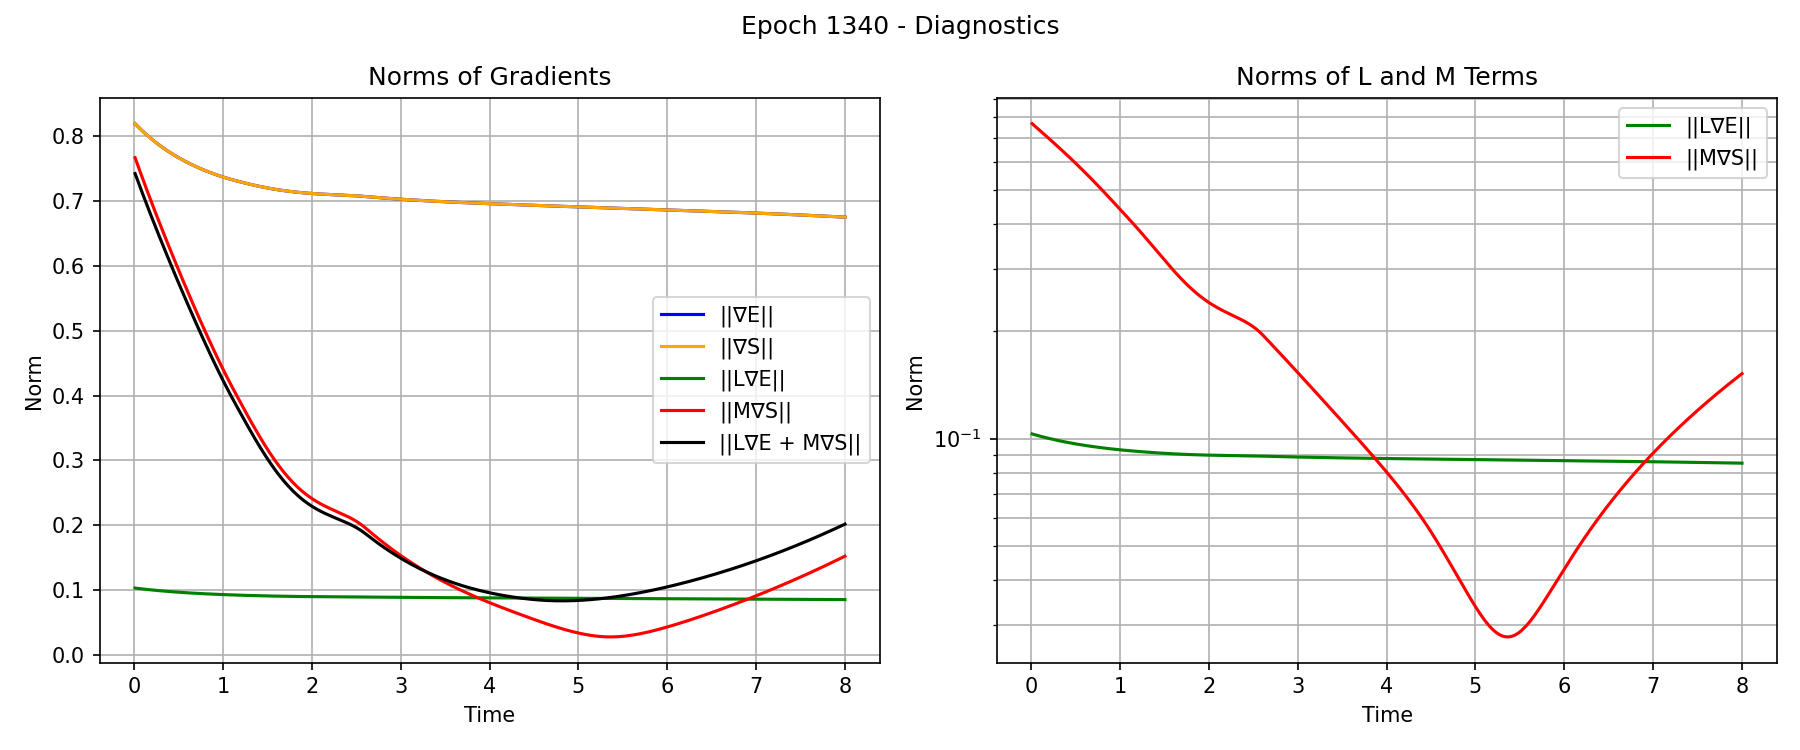 Epoch 1340 - Diagnostics
Norms of Gradients
Norm
0.8
0.7
0.6
0.5
0.4
0.3
0.2
0.1
0.0
||∇E||
||∇S||
||L∇E||
||M∇S||
||L∇E + M∇S||
0 1 2 3 4 5 6 7 8
Time
Norms of L and M Terms
Norm
10⁻¹
||L∇E||
||M∇S||
0 1 2 3 4 5 6 7 8
Time